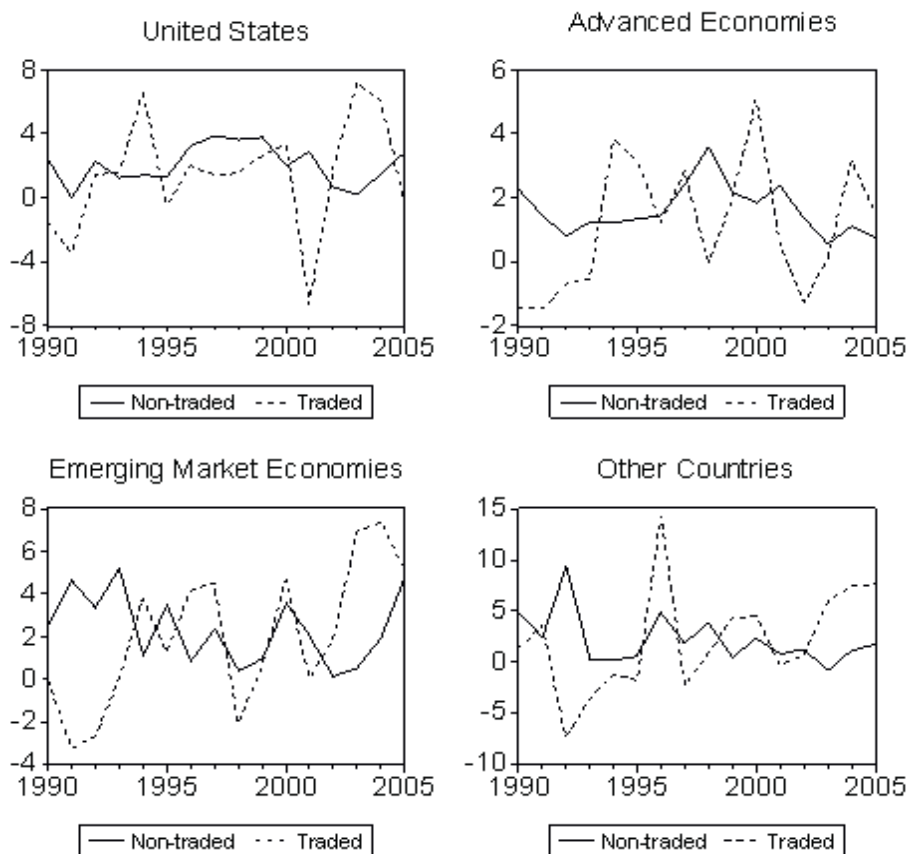 United States
8
4
0
-4
-8
1990 1995 2000 2005
Non-traded Traded
Advanced Economies
6
4
2
0
-2
1990 1995 2000 2005
Non-traded Traded
Emerging Market Economies
8
6
4
2
0
-2
-4
1990 1995 2000 2005
Non-traded Traded
Other Countries
15
10
5
0
-5
-10
1990 1995 2000 2005
Non-traded Traded